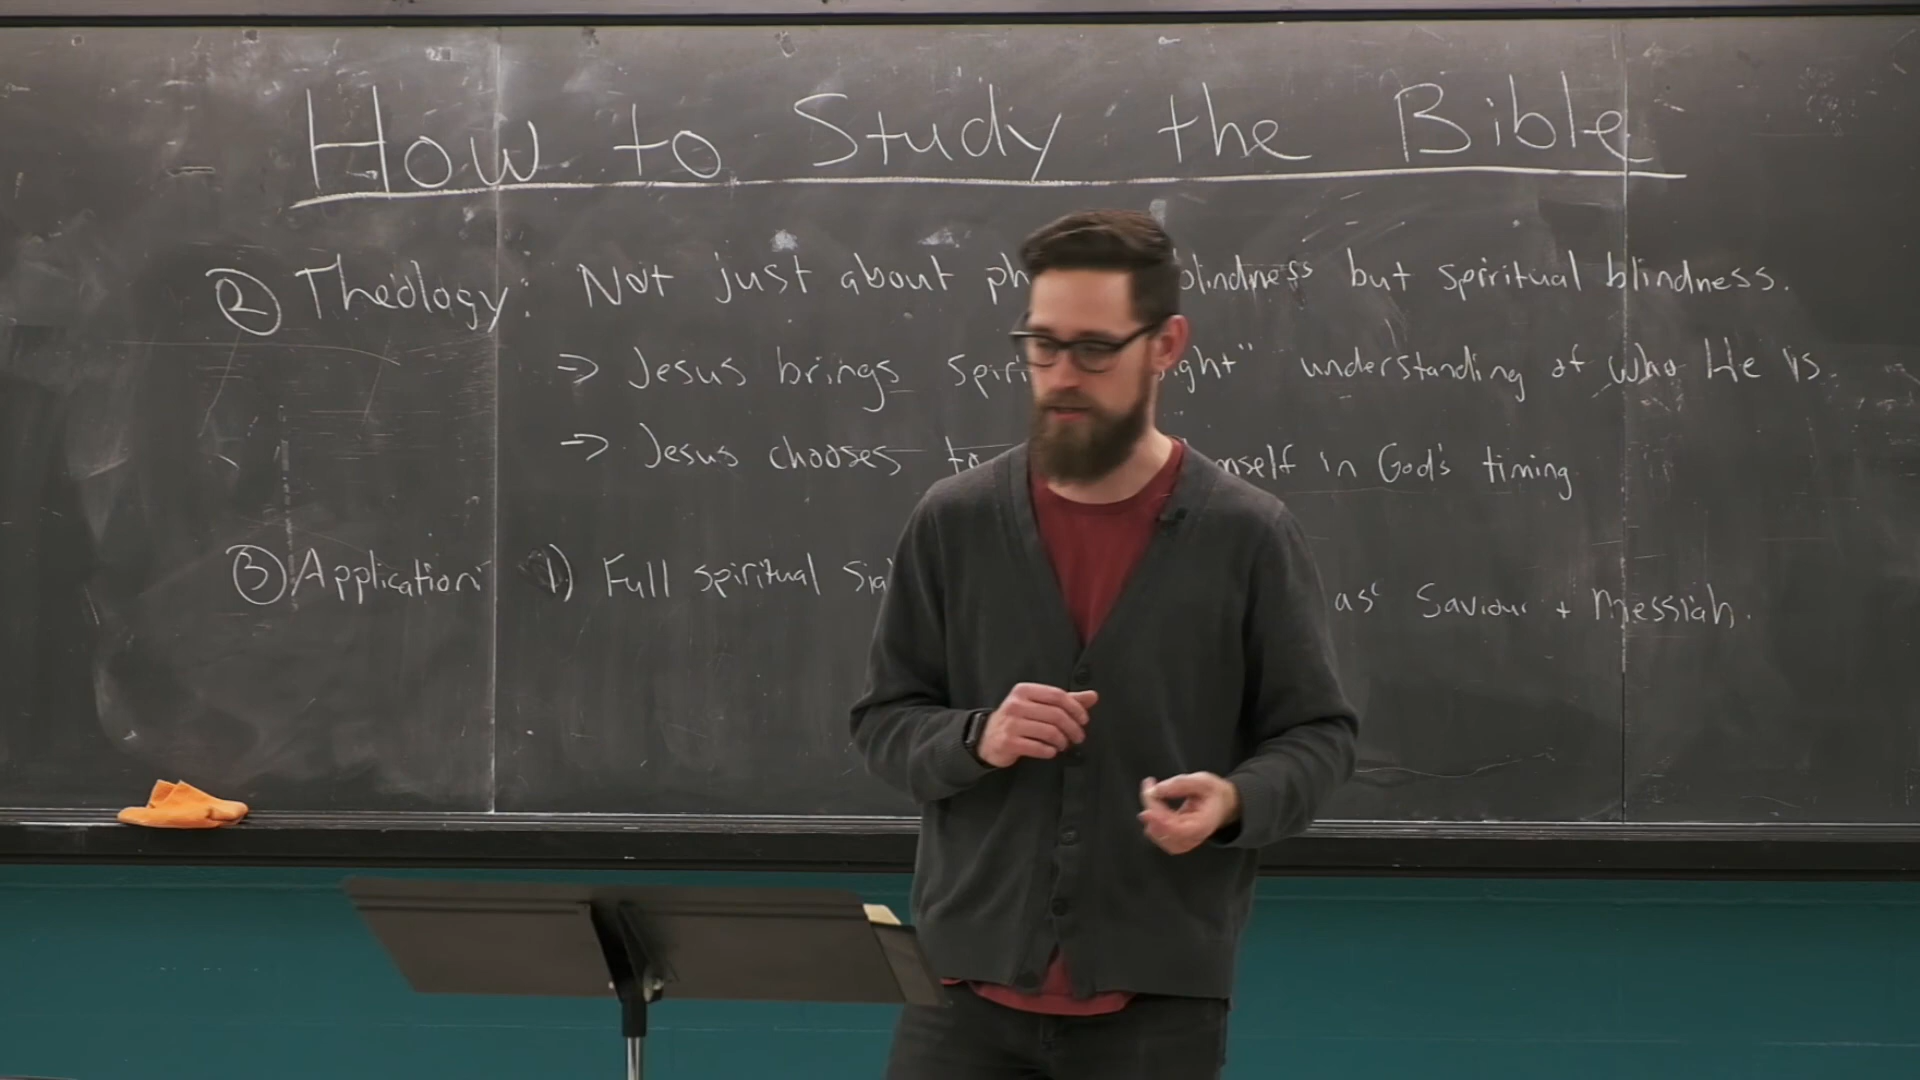 How to Study the Bible
② Theology: Not just about ph blindness but spiritual blindness.
→ Jesus brings spiri ght" understanding of who He is.
→ Jesus chooses to mself in God's timing
③ Application 1) Full spiritual sig as Saviour + Messiah.